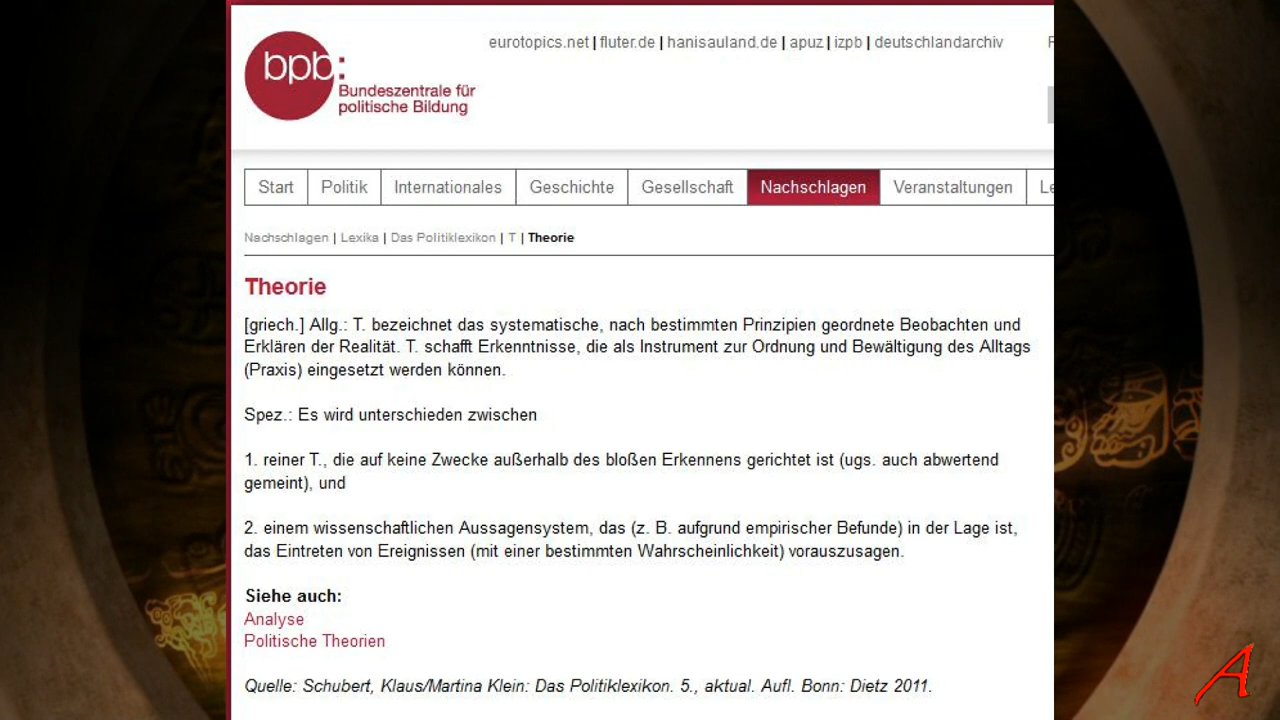 bpb:
Bundeszentrale für
politische Bildung
eurotopics.net | fluter.de | hanisauland.de | apuz | izpb | deutschlandarchiv
Start Politik Internationales Geschichte Gesellschaft Nachschlagen Veranstaltungen
Nachschlagen | Lexika | Das Politiklexikon | T | Theorie
Theorie
[griech.] Allg.: T. bezeichnet das systematische, nach bestimmten Prinzipien geordnete Beobachten und
Erklären der Realität. T. schafft Erkenntnisse, die als Instrument zur Ordnung und Bewältigung des Alltags
(Praxis) eingesetzt werden können.
Spez.: Es wird unterschieden zwischen
1. reiner T., die auf keine Zwecke außerhalb des bloßen Erkennens gerichtet ist (ugs. auch abwertend
gemeint), und
2. einem wissenschaftlichen Aussagensystem, das (z. B. aufgrund empirischer Befunde) in der Lage ist,
das Eintreten von Ereignissen (mit einer bestimmten Wahrscheinlichkeit) vorauszusagen.
Siehe auch:
Analyse
Politische Theorien
Quelle: Schubert, Klaus/Martina Klein: Das Politiklexikon. 5., aktual. Aufl. Bonn: Dietz 2011.
A